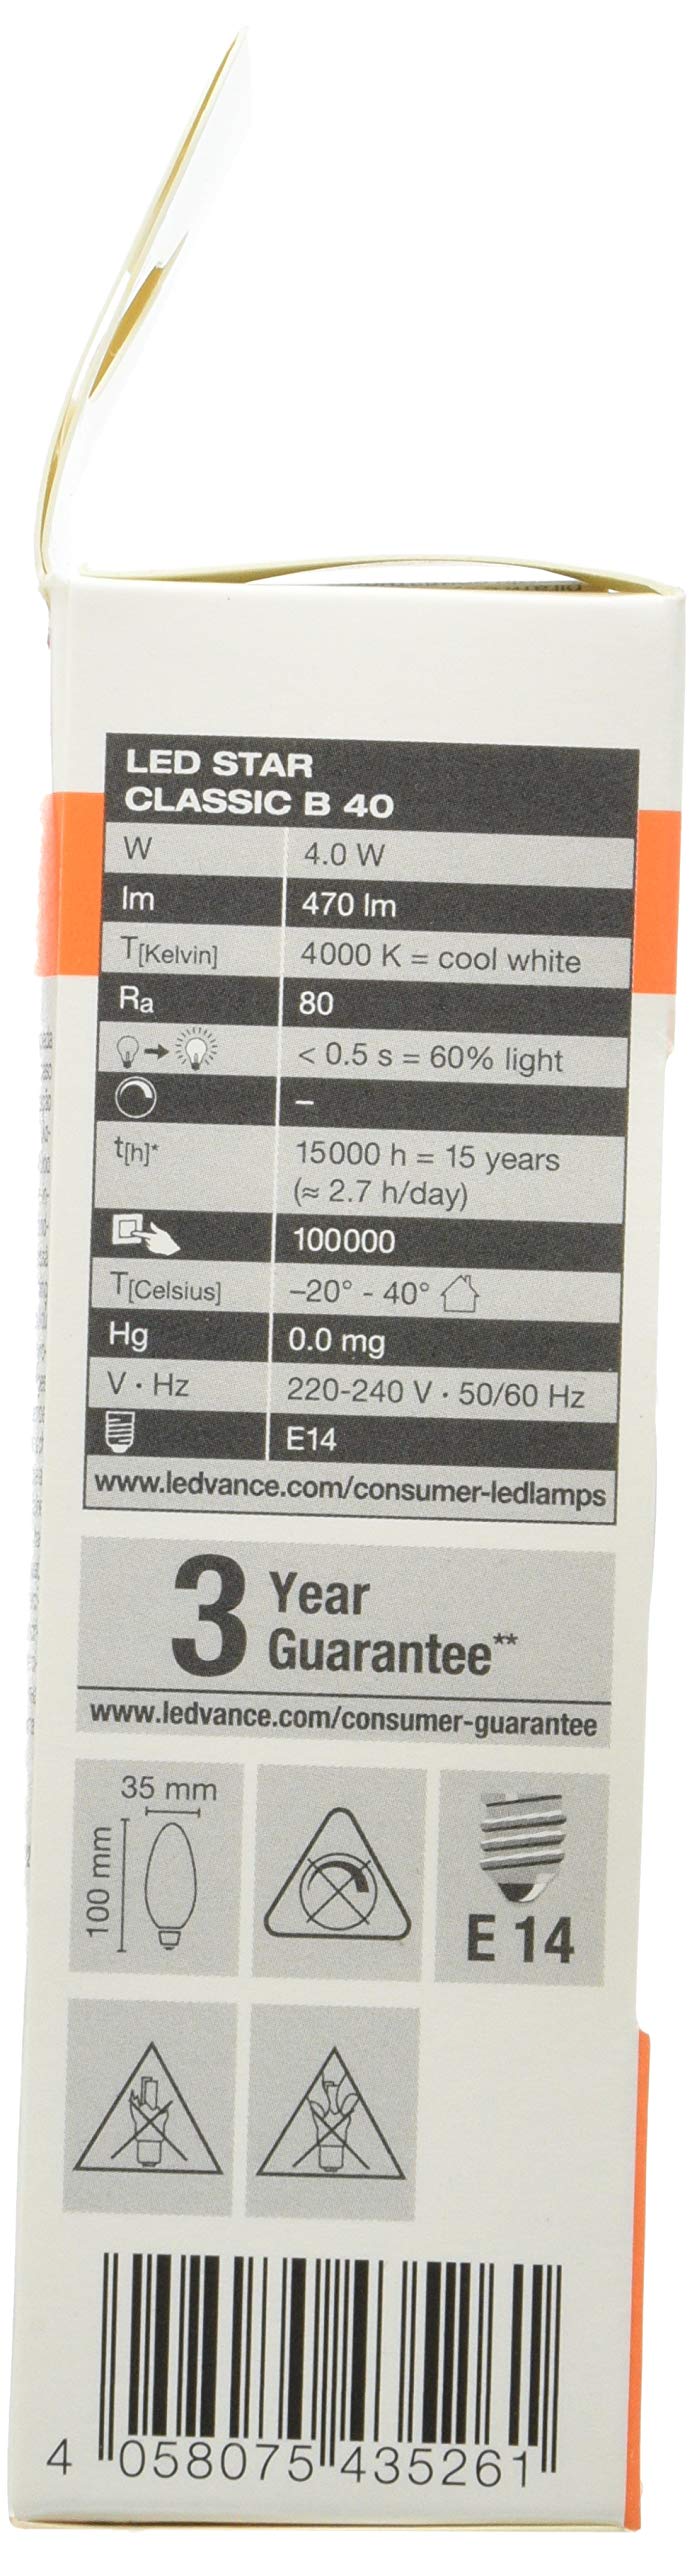 LED STAR
CLASSIC B 40
W 4.0 W
lm 470 lm
T[Kelvin] 4000 K = cool white
Ra 80
< 0.5 s = 60% light
–
t[h]* 15000 h = 15 years
(≈ 2.7 h/day)
100000
T[Celsius] –20° - 40°
Hg 0.0 mg
V · Hz 220-240 V · 50/60 Hz
E14
www.ledvance.com/consumer-ledlamps
3 Year
Guarantee**
www.ledvance.com/consumer-guarantee
35 mm
100 mm
E 14
4 058075 435261